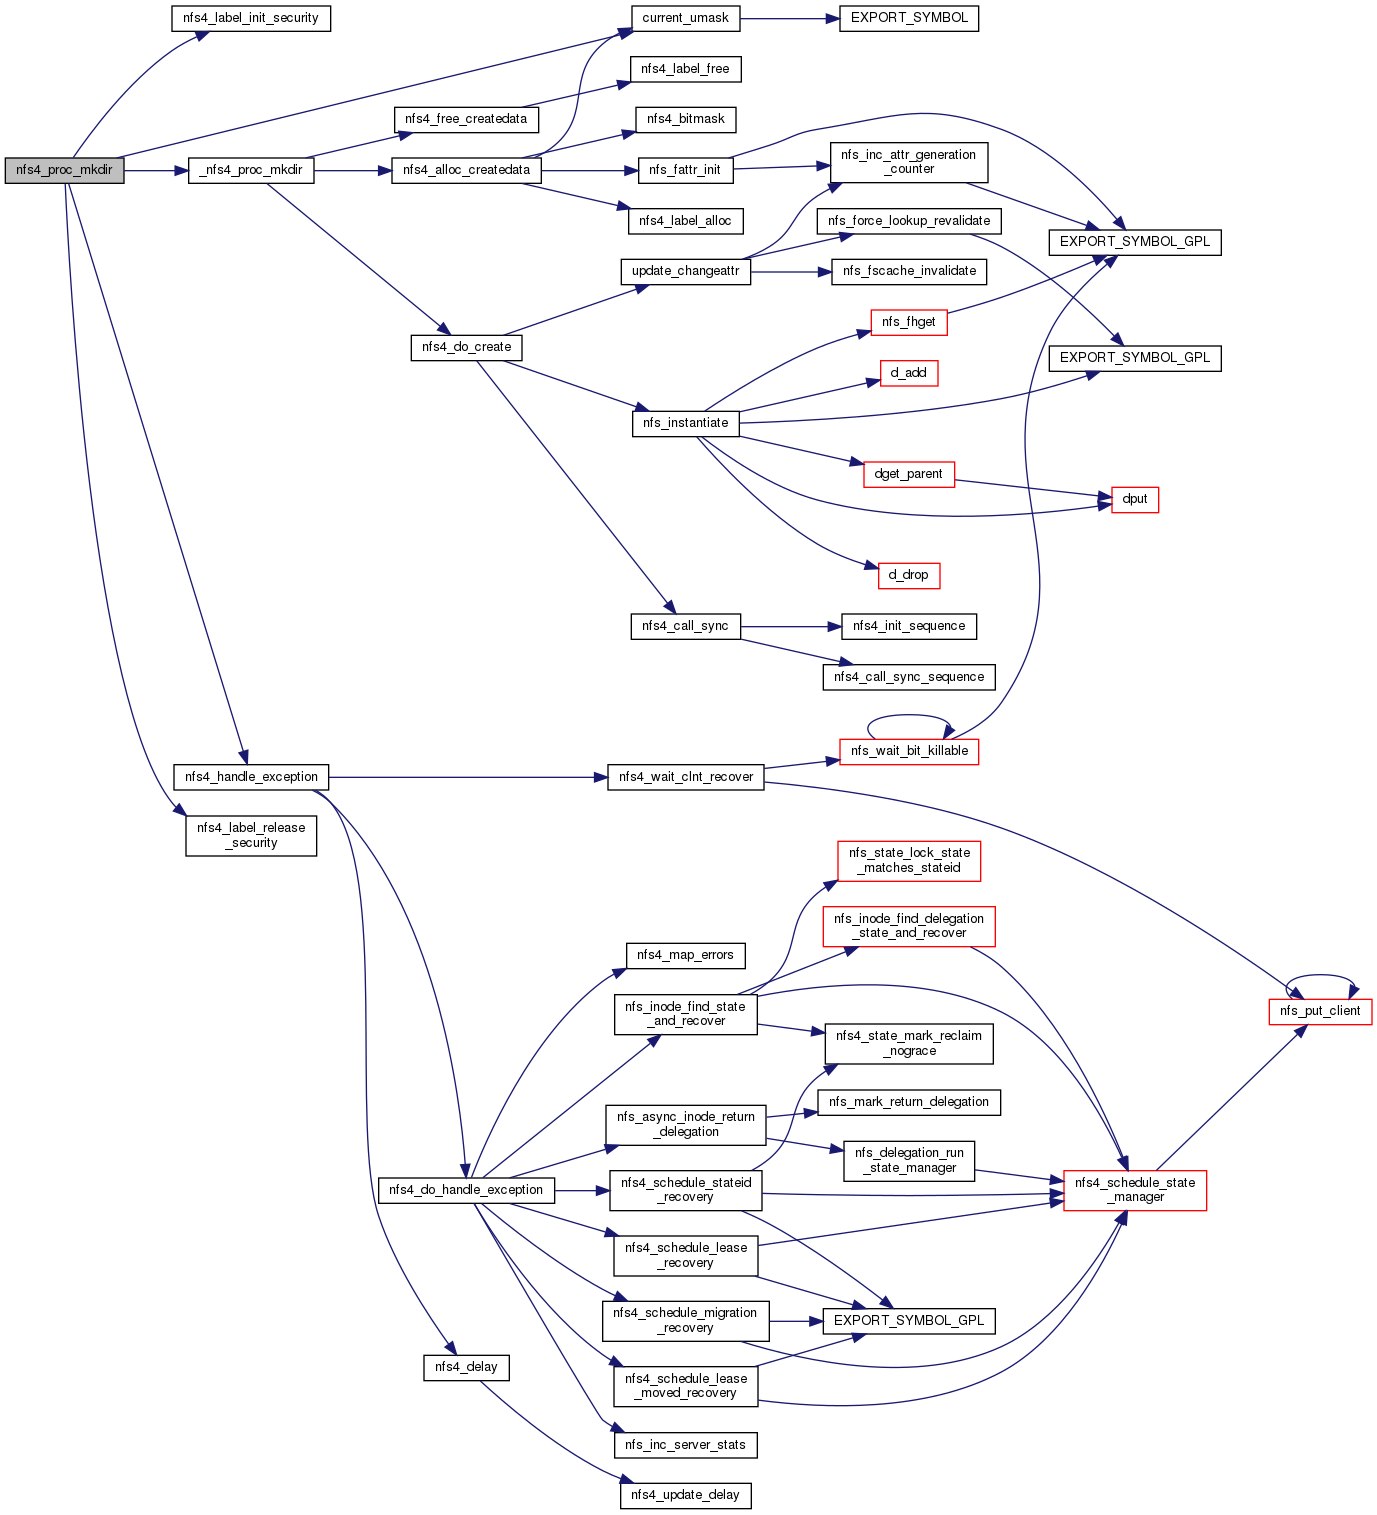 nfs4_label_init_security
current_umask
EXPORT_SYMBOL
nfs4_label_free
nfs4_free_createdata
nfs4_bitmask
nfs4_proc_mkdir
_nfs4_proc_mkdir
nfs4_alloc_createdata
nfs_fattr_init
nfs_inc_attr_generation
_counter
nfs4_label_alloc
nfs_force_lookup_revalidate
EXPORT_SYMBOL_GPL
update_changeattr
nfs_fscache_invalidate
nfs_fhget
nfs4_do_create
EXPORT_SYMBOL_GPL
d_add
nfs_instantiate
dget_parent
dput
d_drop
nfs4_call_sync
nfs4_init_sequence
nfs4_call_sync_sequence
nfs_wait_bit_killable
nfs4_handle_exception
nfs4_wait_clnt_recover
nfs4_label_release
_security
nfs_state_lock_state
_matches_stateid
nfs_inode_find_delegation
_state_and_recover
nfs4_map_errors
nfs_inode_find_state
_and_recover
nfs_put_client
nfs4_state_mark_reclaim
_nograce
nfs_mark_return_delegation
nfs_async_inode_return
_delegation
nfs_delegation_run
_state_manager
nfs4_do_handle_exception
nfs4_schedule_stateid
_recovery
nfs4_schedule_state
_manager
nfs4_schedule_lease
_recovery
nfs4_schedule_migration
_recovery
EXPORT_SYMBOL_GPL
nfs4_delay
nfs4_schedule_lease
_moved_recovery
nfs_inc_server_stats
nfs4_update_delay